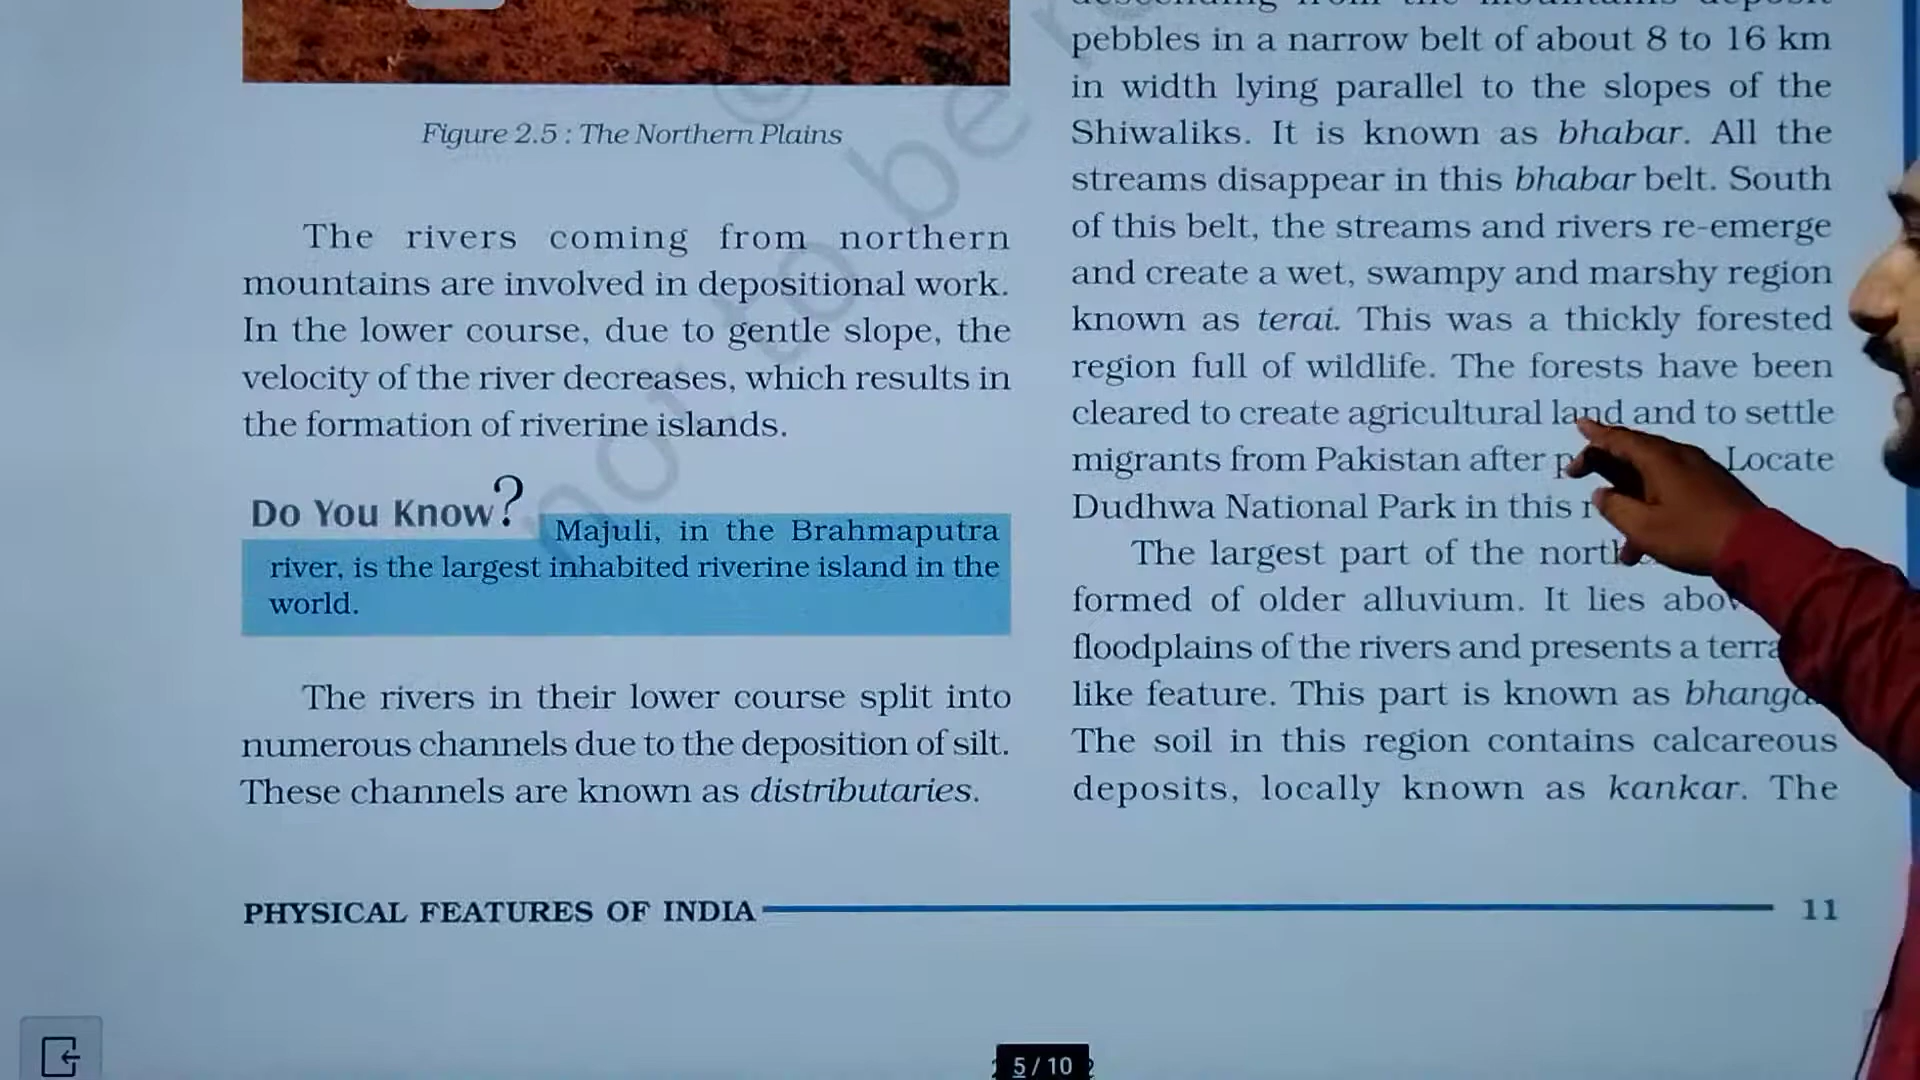 Figure 2.5 : The Northern Plains
The rivers coming from northern
mountains are involved in depositional work.
In the lower course, due to gentle slope, the
velocity of the river decreases, which results in
the formation of riverine islands.
Do You Know?
Majuli, in the Brahmaputra
river, is the largest inhabited riverine island in the
world.
The rivers in their lower course split into
numerous channels due to the deposition of silt.
These channels are known as distributaries.
descending from the mountains deposit
pebbles in a narrow belt of about 8 to 16 km
in width lying parallel to the slopes of the
Shiwaliks. It is known as bhabar. All the
streams disappear in this bhabar belt. South
of this belt, the streams and rivers re-emerge
and create a wet, swampy and marshy region
known as terai. This was a thickly forested
region full of wildlife. The forests have been
cleared to create agricultural land and to settle
migrants from Pakistan after Locate
Dudhwa National Park in this
The largest part of the
formed of older alluvium. It lies
floodplains of the rivers and presents a
like feature. This part is known as
The soil in this region contains calcareous
deposits, locally known as kankar. The
PHYSICAL FEATURES OF INDIA 11
not to be
5 / 10